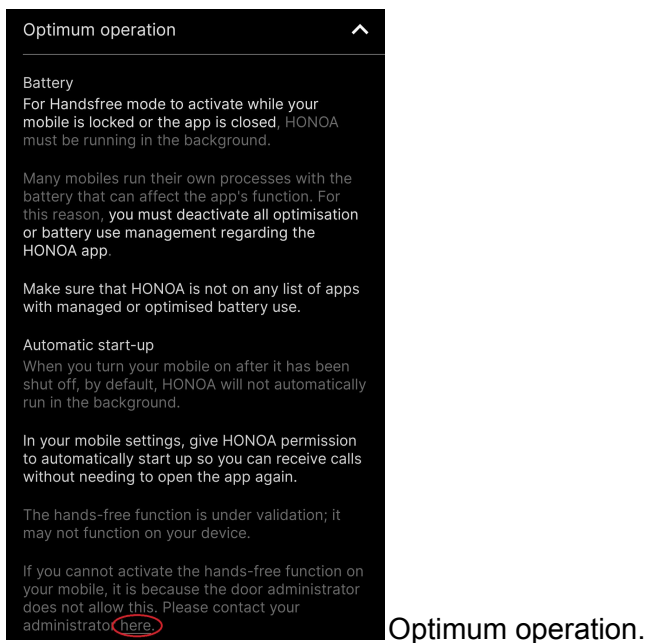 Optimum operation
Battery
For Handsfree mode to activate while your
mobile is locked or the app is closed, HONOA
must be running in the background.
Many mobiles run their own processes with the
battery that can affect the app's function. For
this reason, you must deactivate all optimisation
or battery use management regarding the
HONOA app.
Make sure that HONOA is not on any list of apps
with managed or optimised battery use.
Automatic start-up
When you turn your mobile on after it has been
shut off, by default, HONOA will not automatically
run in the background.
In your mobile settings, give HONOA permission
to automatically start up so you can receive calls
without needing to open the app again.
The hands-free function is under validation; it
may not function on your device.
If you cannot activate the hands-free function on
your mobile, it is because the door administrator
does not allow this. Please contact your
administrator here.
Optimum operation.